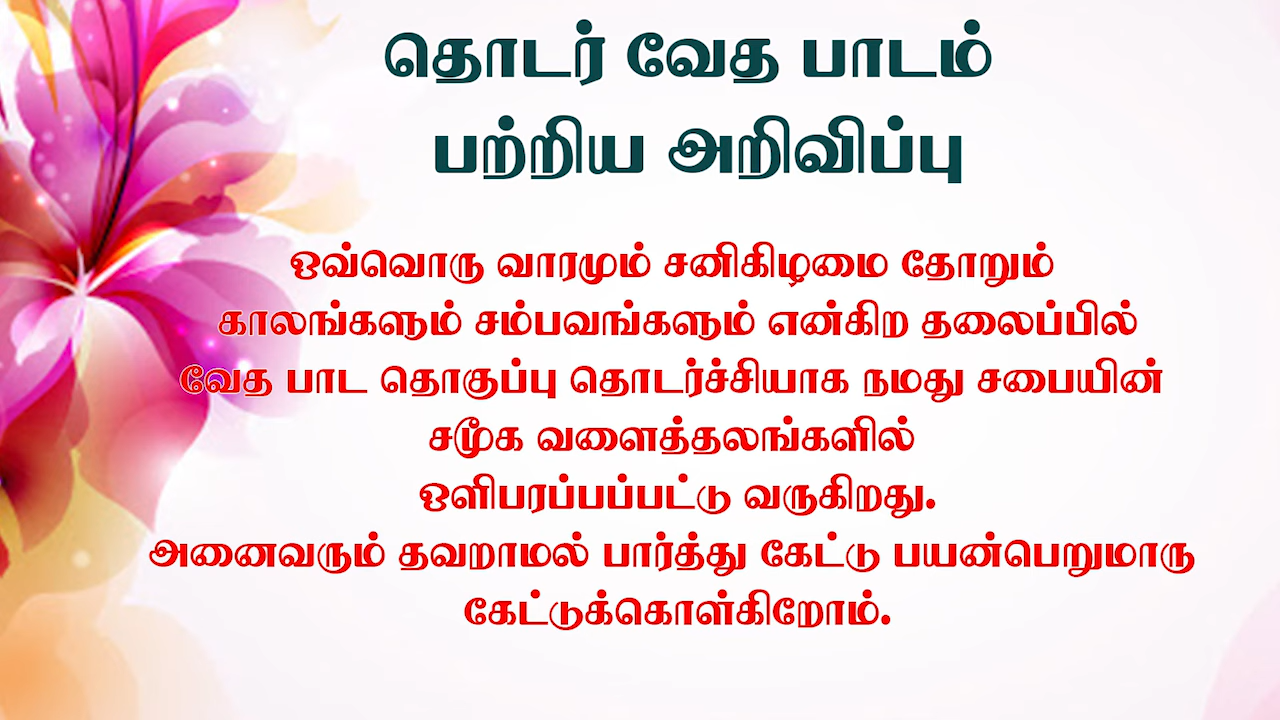 தொடர் வேத பாடம்
பற்றிய அறிவிப்பு
ஒவ்வொரு வாரமும் சனிகிழமை தோறும்
காலங்களும் சம்பவங்களும் என்கிற தலைப்பில்
வேத பாட தொகுப்பு தொடர்ச்சியாக நமது சபையின்
சமூக வளைத்தலங்களில்
ஒளிபரப்பப்பட்டு வருகிறது.
அனைவரும் தவறாமல் பார்த்து கேட்டு பயன்பெறுமாரு
கேட்டுக்கொள்கிறோம்.